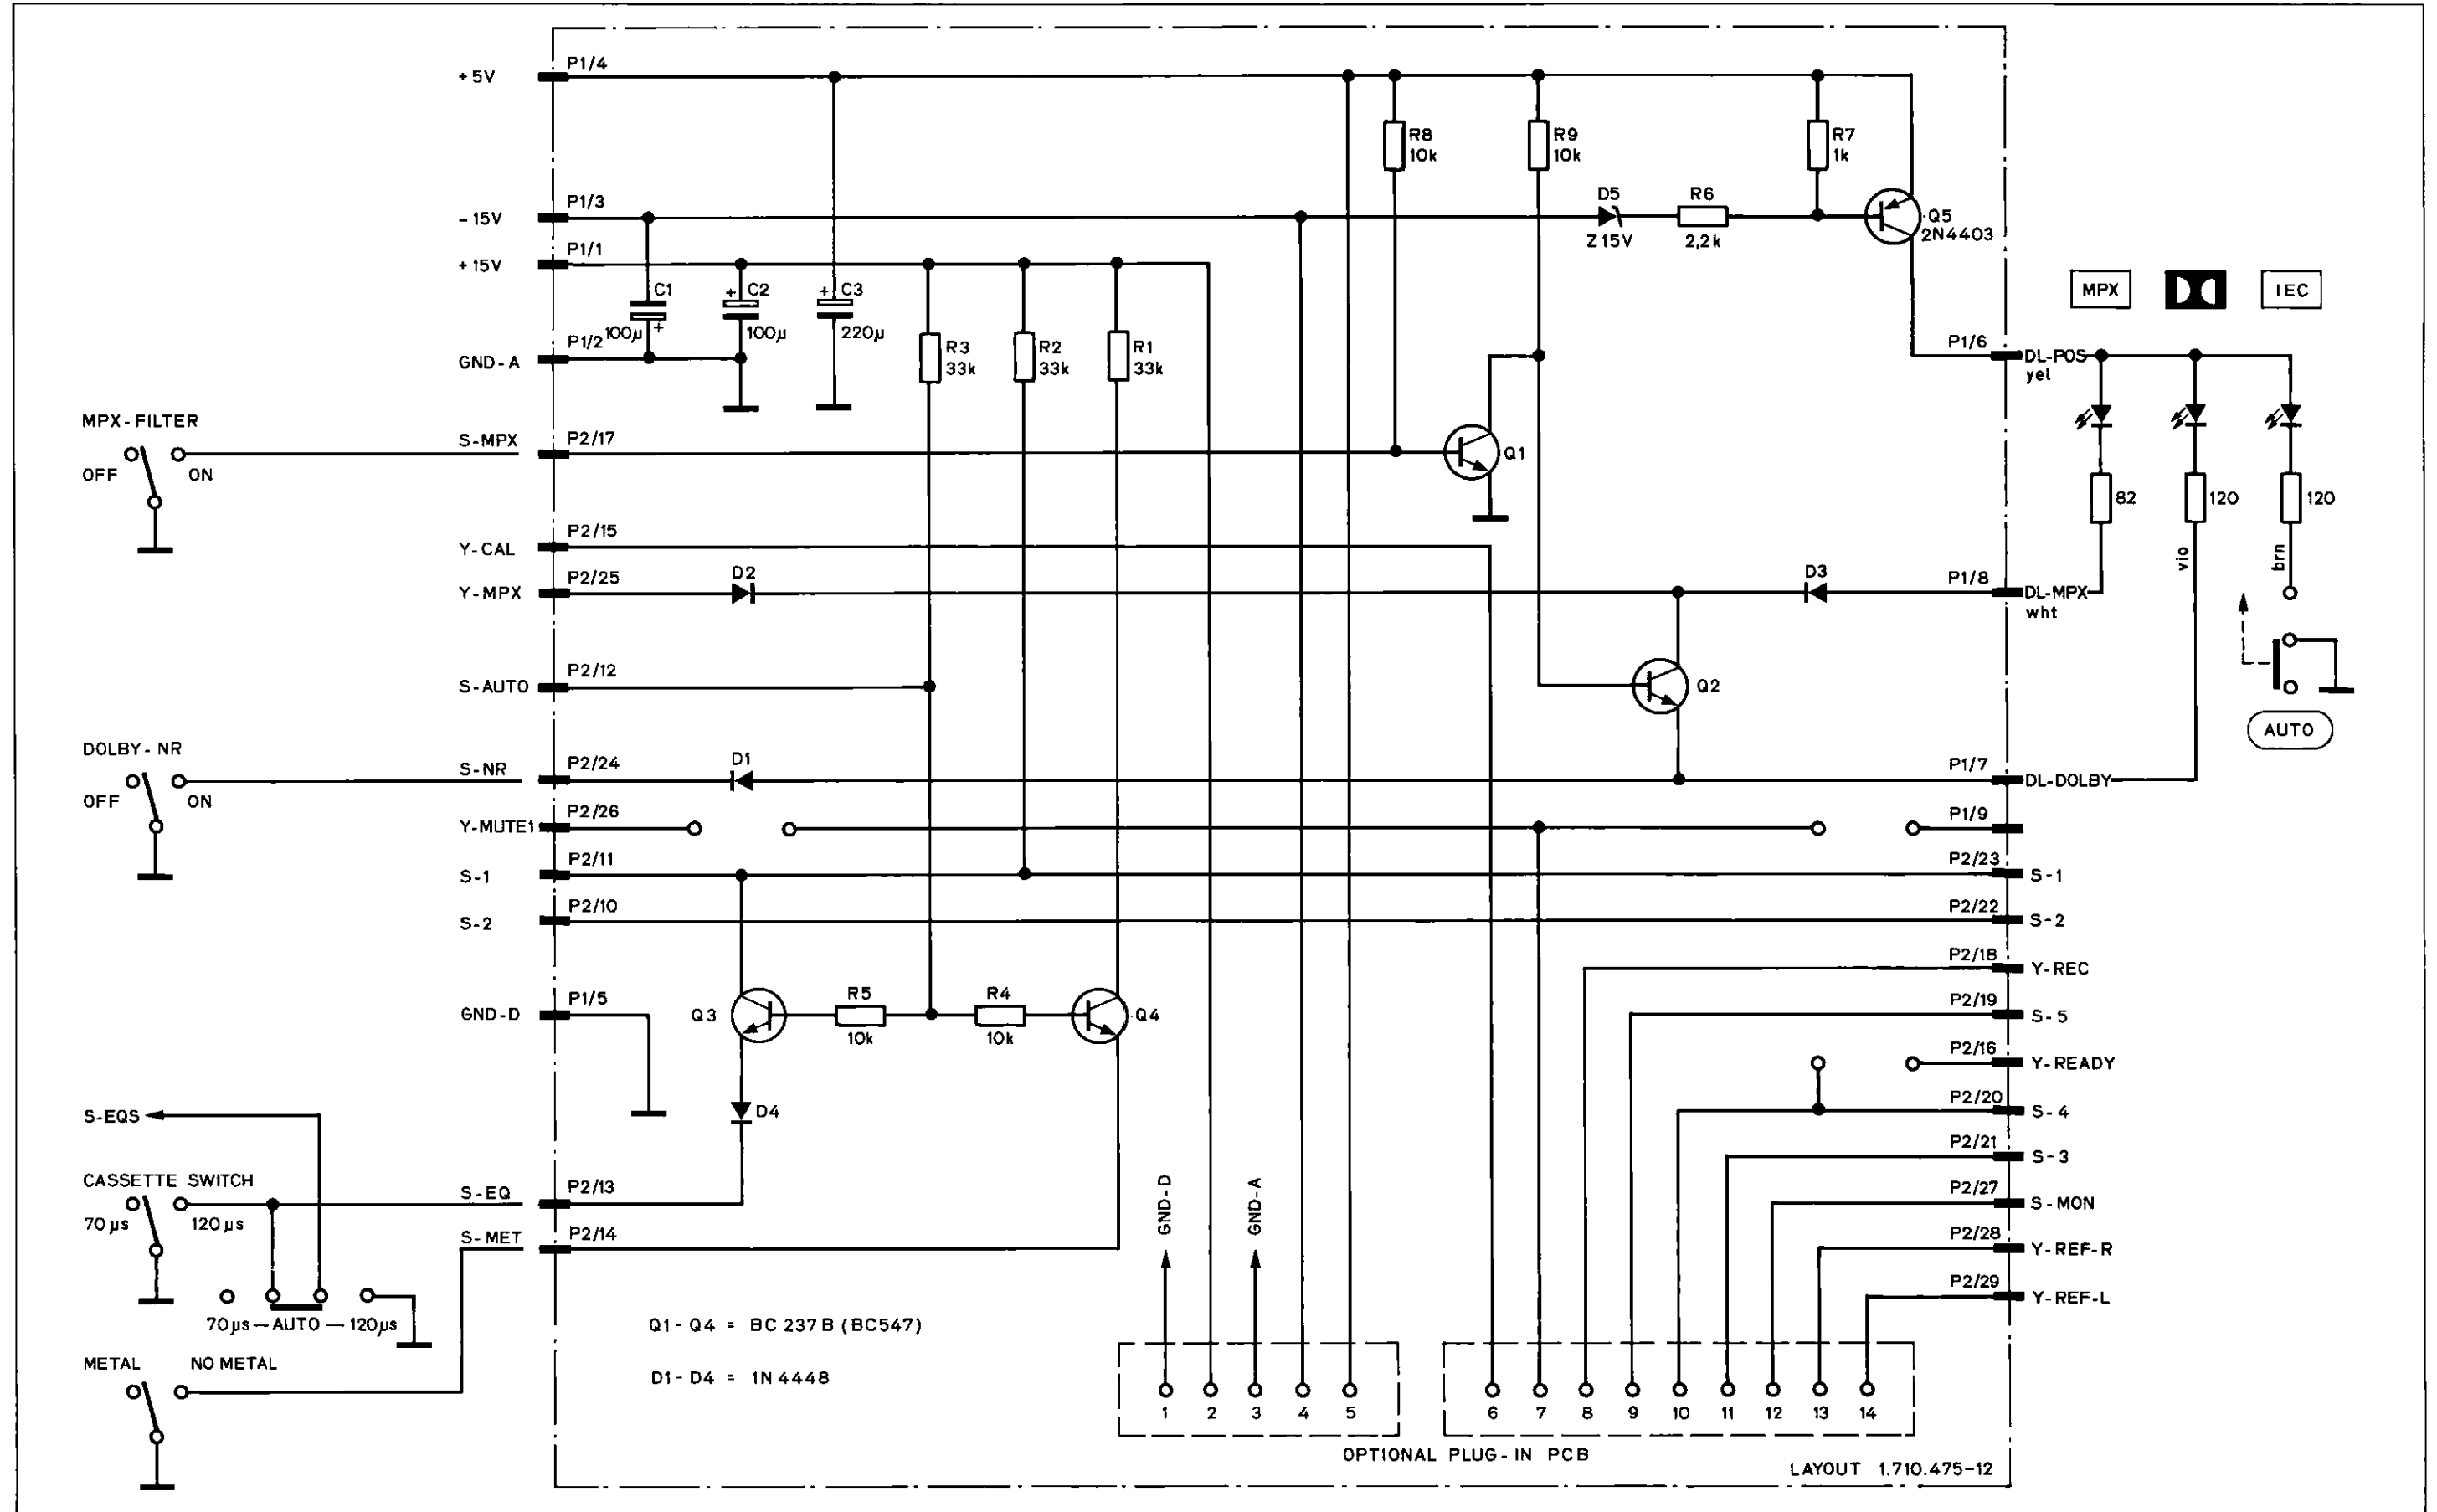 +5V
P1/4
R8
10k
R9
10k
R7
1k
-15V
P1/3
D5
Z15V
R6
2,2k
Q5
2N4403
+15V
P1/1
C1
100µ
+
+
C2
100µ
+
C3
220µ
MPX
IEC
GND-A
P1/2
R3
33k
R2
33k
R1
33k
P1/6
DL-POS
yel
MPX-FILTER
OFF
ON
S-MPX
P2/17
Q1
82
120
120
Y-CAL
P2/15
vio
brn
Y-MPX
P2/25
D2
D3
P1/8
DL-MPX
wht
S-AUTO
P2/12
Q2
AUTO
DOLBY-NR
OFF
ON
S-NR
P2/24
D1
P1/7
DL-DOLBY
Y-MUTE1
P2/26
P1/9
S-1
P2/11
P2/23
S-1
S-2
P2/10
P2/22
S-2
P2/18
Y-REC
GND-D
P1/5
Q3
R5
10k
R4
10k
Q4
P2/19
S-5
P2/16
Y-READY
S-EQS
D4
P2/20
S-4
P2/21
S-3
CASSETTE SWITCH
70µs
120µs
S-EQ
P2/13
GND-D
GND-A
P2/27
S-MON
S-MET
P2/14
P2/28
Y-REF-R
P2/29
Y-REF-L
70µs—AUTO—120µs
Q1-Q4 = BC237B (BC547)
METAL
NO METAL
D1-D4 = 1N4448
1
2
3
4
5
6
7
8
9
10
11
12
13
14
OPTIONAL PLUG-IN PCB
LAYOUT 1.710.475-12